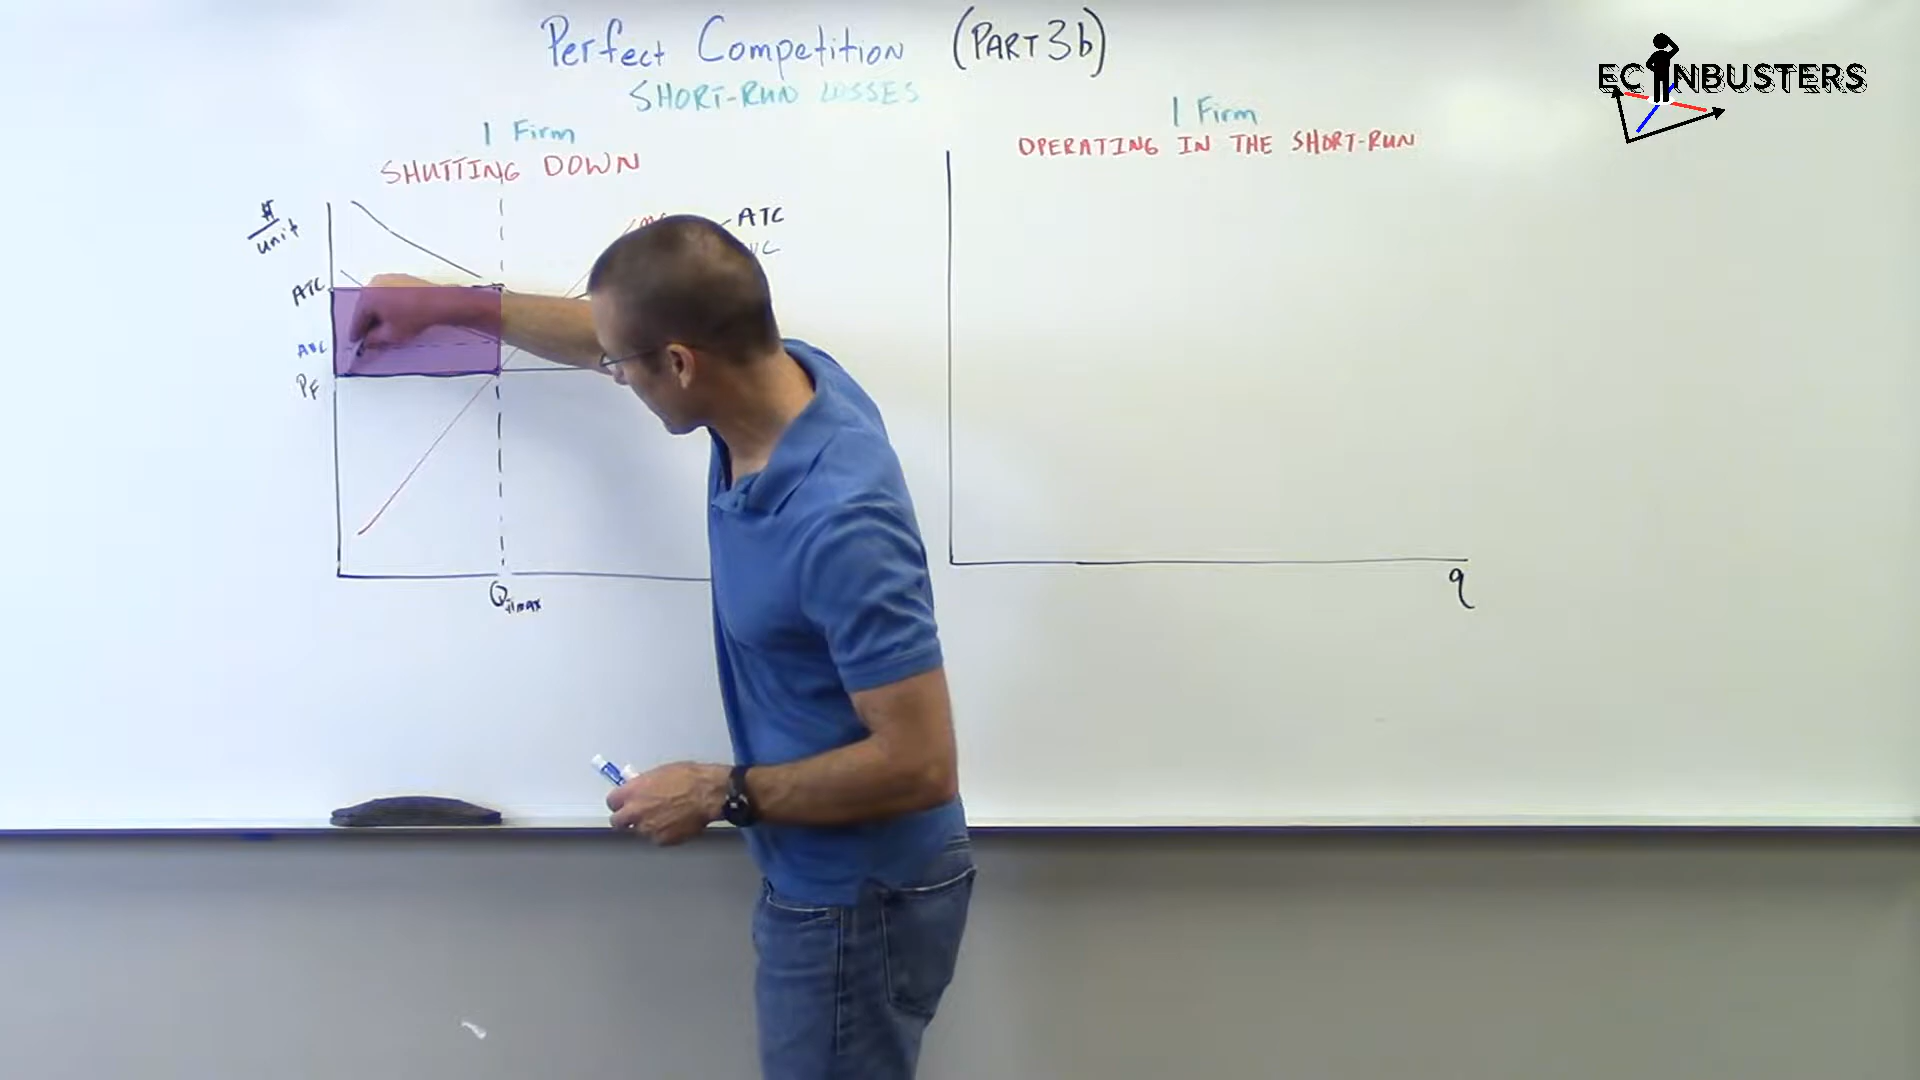 Perfect Competition (PART 3b)
SHORT-RUN LOSSES
1 Firm
SHUTTING DOWN
$/unit
ATC
ATC
AVC
PF
Qπmax
1 Firm
OPERATING IN THE SHORT-RUN
q
ECONBUSTERS